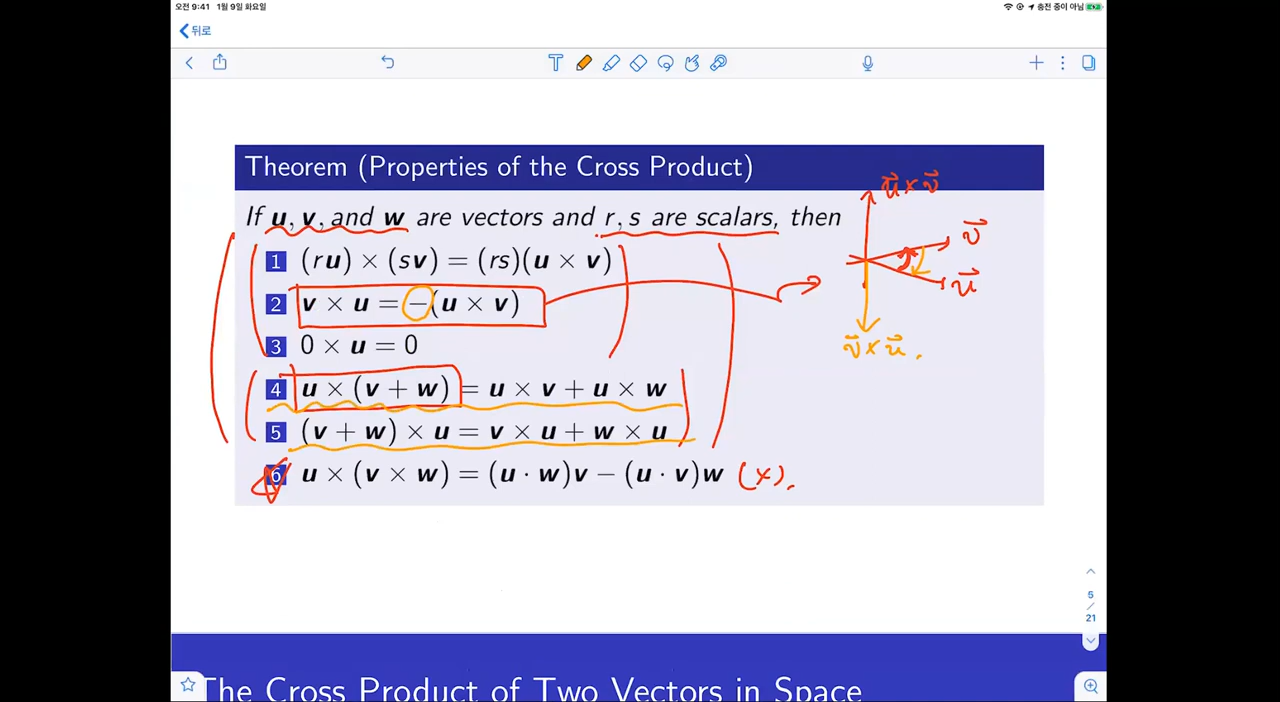 오전 9:41 1월 9일 화요일
충전 중이 아님
뒤로
Theorem (Properties of the Cross Product)
If u, v, and w are vectors and r, s are scalars, then
1 (ru) × (sv) = (rs)(u × v)
2 v × u = −(u × v)
3 0 × u = 0
4 u × (v + w) = u × v + u × w
5 (v + w) × u = v × u + w × u
6 u × (v × w) = (u · w)v − (u · v)w (x).
u⃗ × v⃗
v⃗
u⃗
v⃗ × u⃗.
5
/
21
The Cross Product of Two Vectors in Space